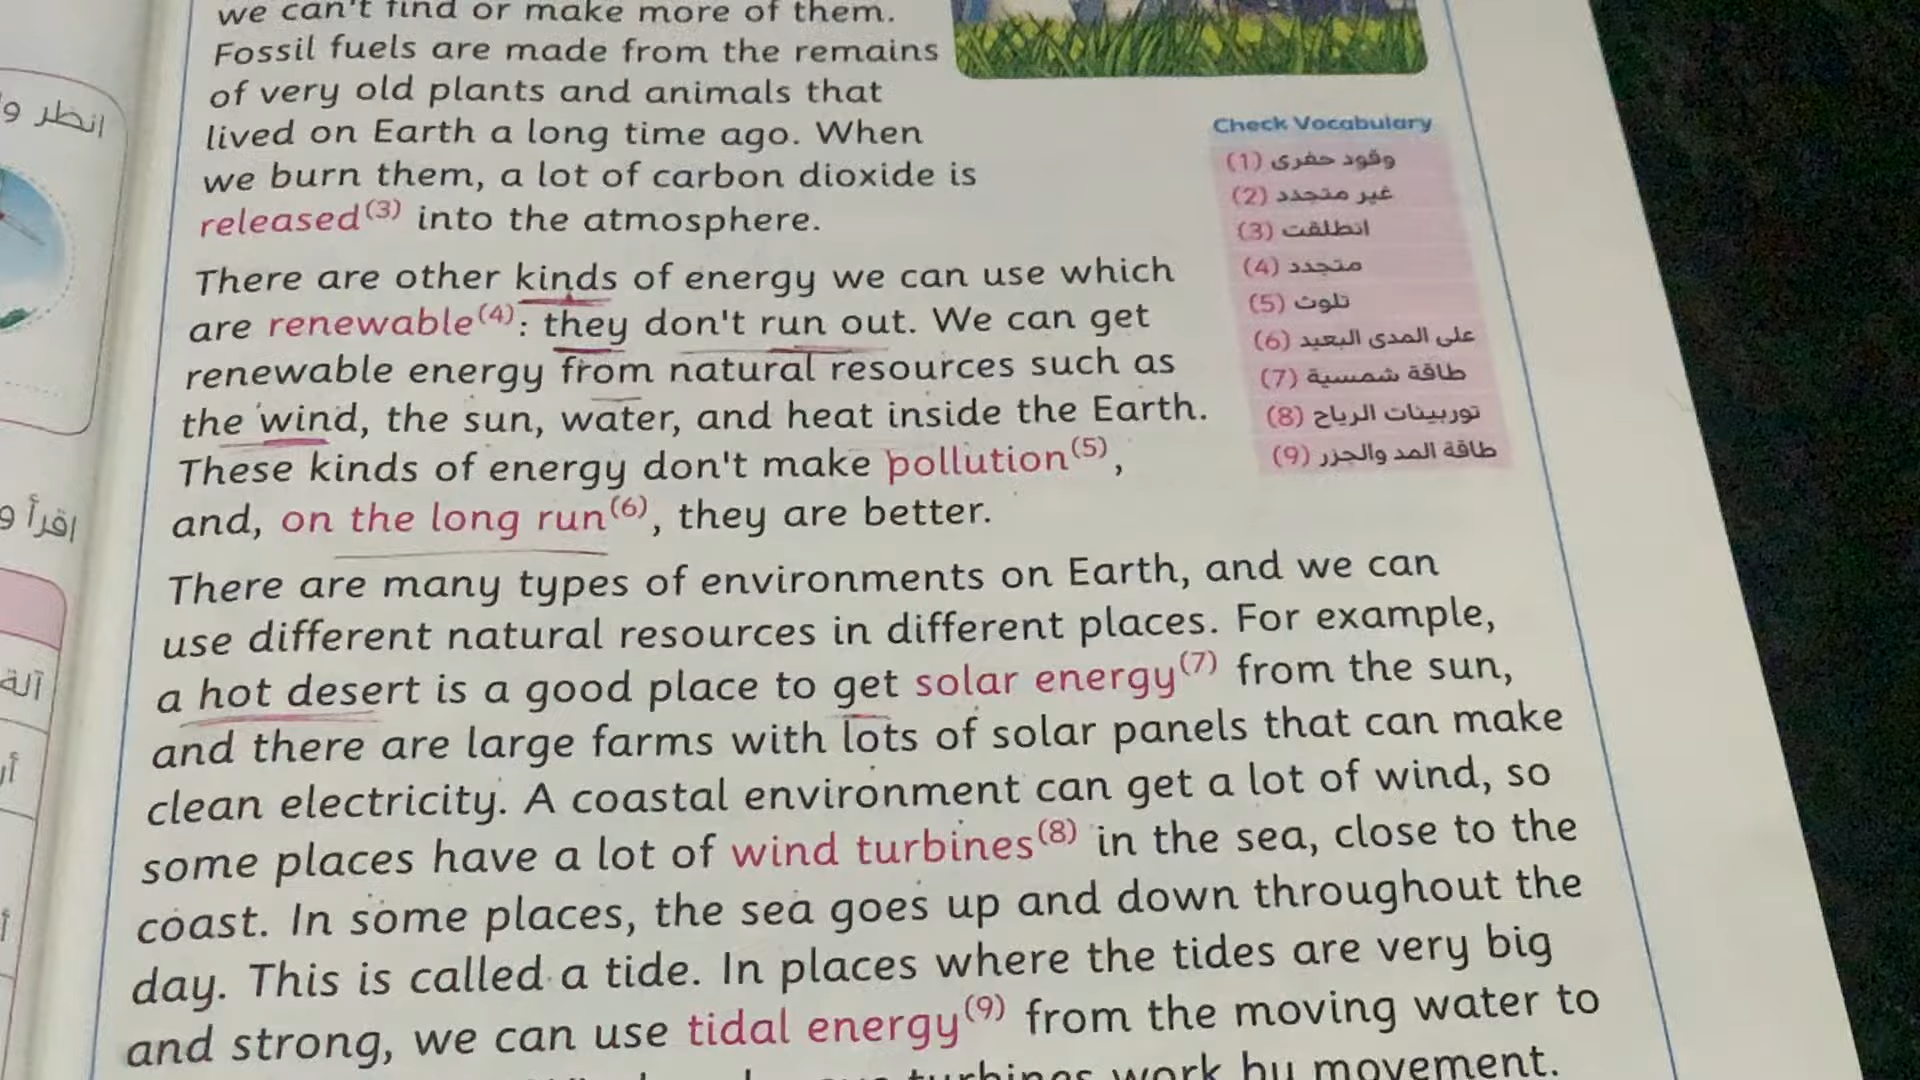 we can't find or make more of them.
Fossil fuels are made from the remains
of very old plants and animals that
lived on Earth a long time ago. When
we burn them, a lot of carbon dioxide is
released(3) into the atmosphere.
There are other kinds of energy we can use which
are renewable(4): they don't run out. We can get
renewable energy from natural resources such as
the wind, the sun, water, and heat inside the Earth.
These kinds of energy don't make pollution(5),
and, on the long run(6), they are better.
There are many types of environments on Earth, and we can
use different natural resources in different places. For example,
a hot desert is a good place to get solar energy(7) from the sun,
and there are large farms with lots of solar panels that can make
clean electricity. A coastal environment can get a lot of wind, so
some places have a lot of wind turbines(8) in the sea, close to the
coast. In some places, the sea goes up and down throughout the
day. This is called a tide. In places where the tides are very big
and strong, we can use tidal energy(9) from the moving water to
turbines work by movement.
Check Vocabulary
(1) وقود حفرى
(2) غير متجدد
(3) انطلقت
(4) متجدد
(5) تلوث
(6) على المدى البعيد
(7) طاقة شمسية
(8) توربينات الرياح
(9) طاقة المد والجزر
انظر و
اقرأ و
آلة